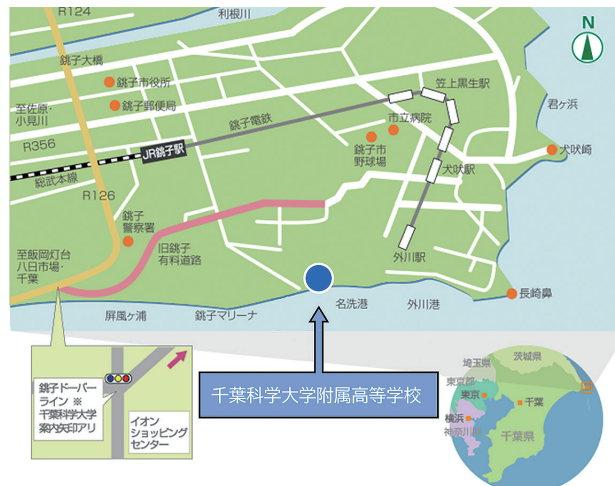 R124
利根川
N
銚子大橋
銚子市役所
笠上黒生駅
至佐原・
小見川
銚子郵便局
君ヶ浜
銚子電鉄
市立病院
R356
JR銚子駅
銚子市
野球場
犬吠崎
総武本線
犬吠駅
R126
銚子
警察署
至飯岡灯台
八日市場・
千葉
旧銚子
有料道路
外川駅
長崎鼻
屏風ヶ浦
銚子マリーナ
名洗港
外川港
銚子ドーバー
ライン ※
千葉科学大学
案内矢印アリ
イオン
ショッピング
センター
千葉科学大学附属高等学校
茨城県
埼玉県
東京都
東京
千葉
横浜
神奈川県
千葉県